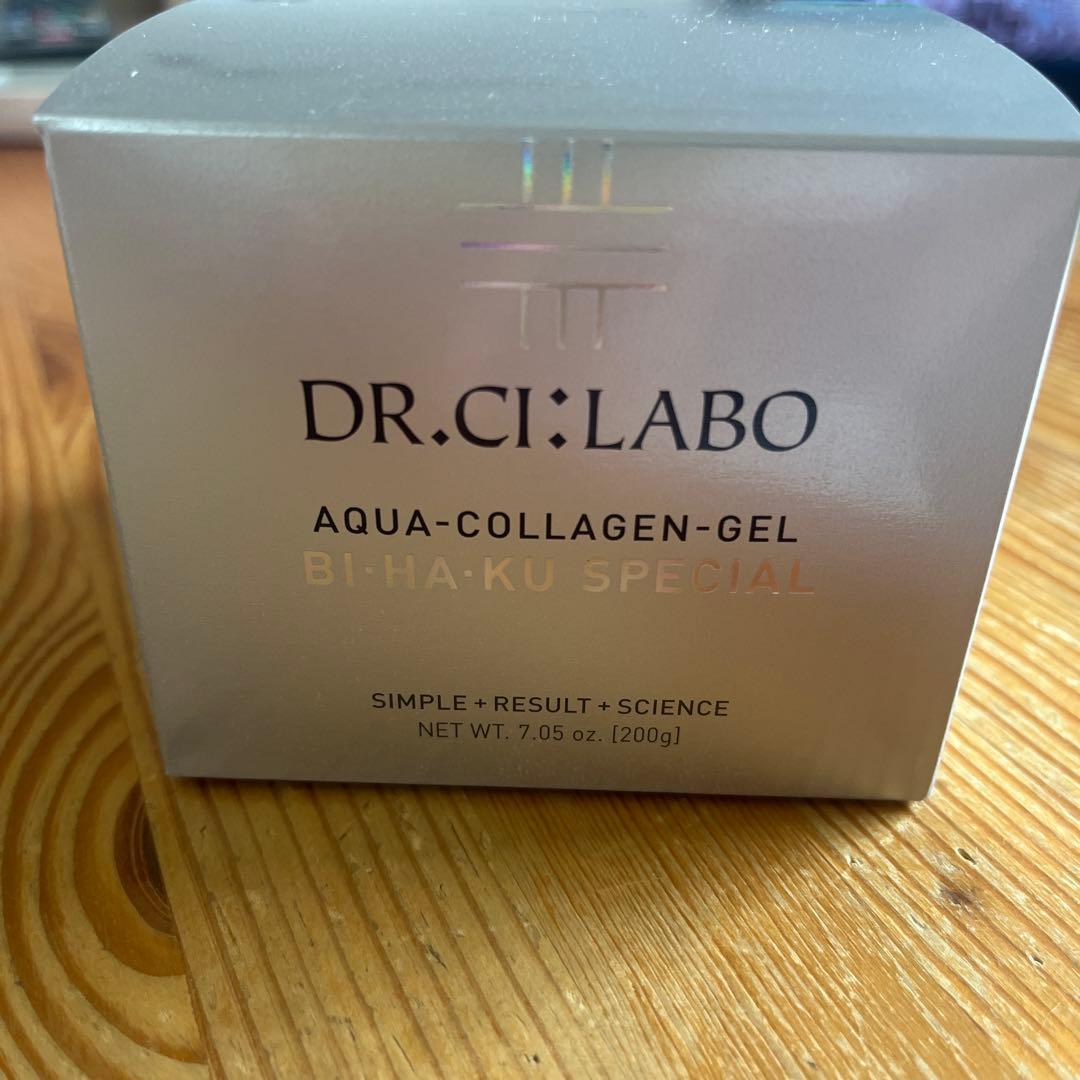 DR.CI:LABO
AQUA-COLLAGEN-GEL
BI·HA·KU SPECIAL
SIMPLE + RESULT + SCIENCE
NET WT. 7.05 oz. [200g]